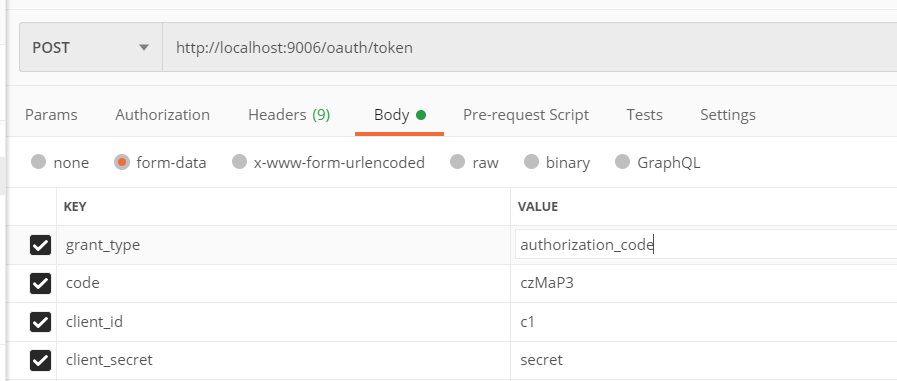 POST http://localhost:9006/oauth/token
Params Authorization Headers (9) Body Pre-request Script Tests Settings
none form-data x-www-form-urlencoded raw binary GraphQL
KEY VALUE
grant_type authorization_code
code czMaP3
client_id c1
client_secret secret